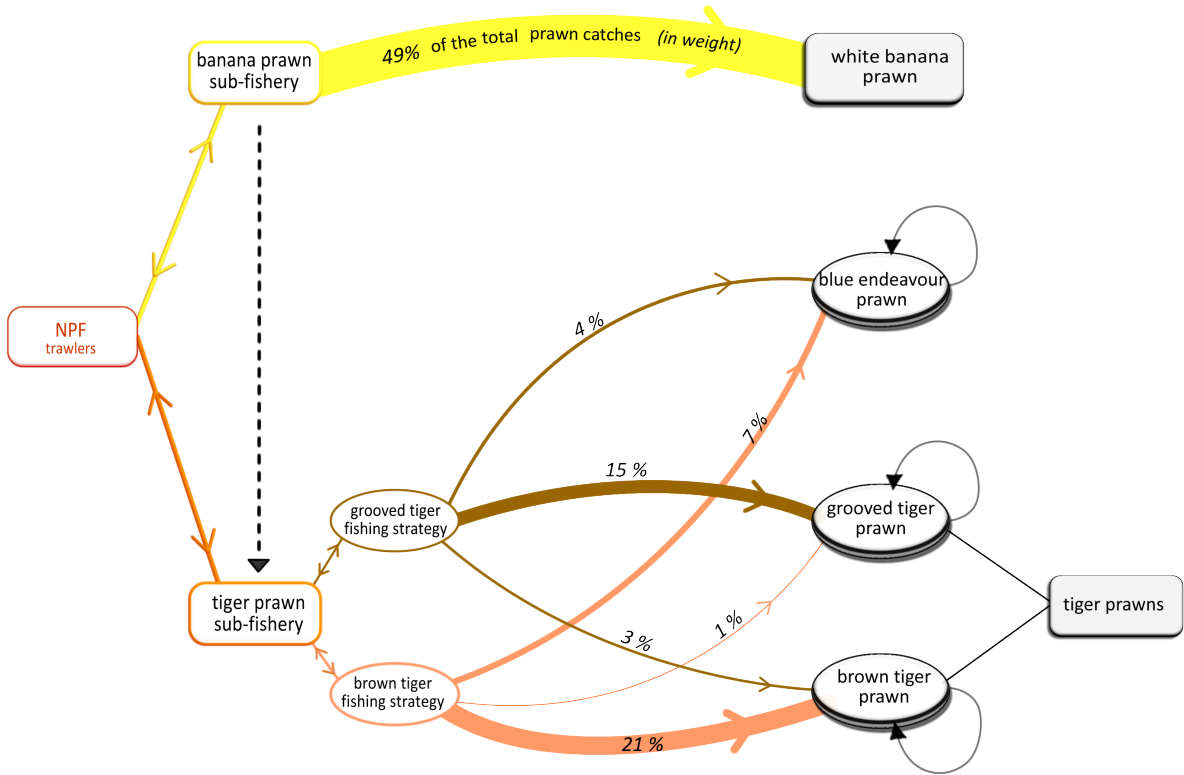 banana prawn
sub-fishery
49% of the total prawn catches (in weight)
white banana
prawn
NPF
trawlers
blue endeavour
prawn
4 %
7 %
15 %
grooved tiger
fishing strategy
grooved tiger
prawn
tiger prawn
sub-fishery
1 %
3 %
tiger prawns
brown tiger
fishing strategy
brown tiger
prawn
21 %